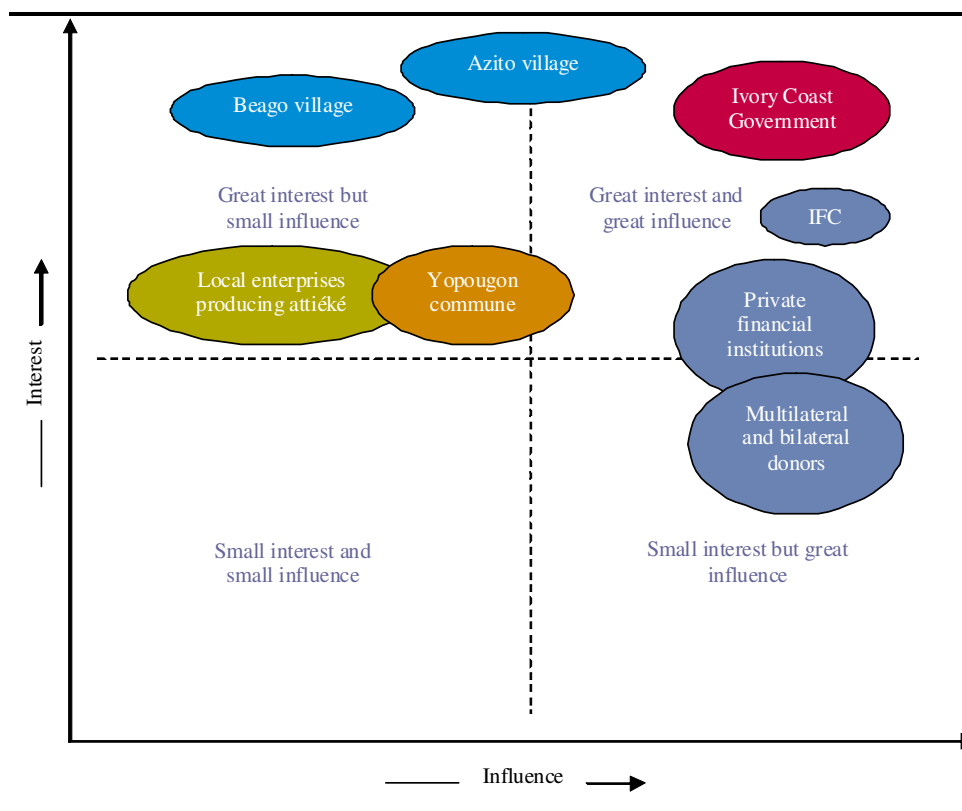 Azito village
Beago village
Ivory Coast
Government
Great interest but
small influence
Great interest and
great influence
IFC
Local enterprises
producing attiéké
Yopougon
commune
Private
financial
institutions
Multilateral
and bilateral
donors
Interest
Small interest and
small influence
Small interest but great
influence
Influence